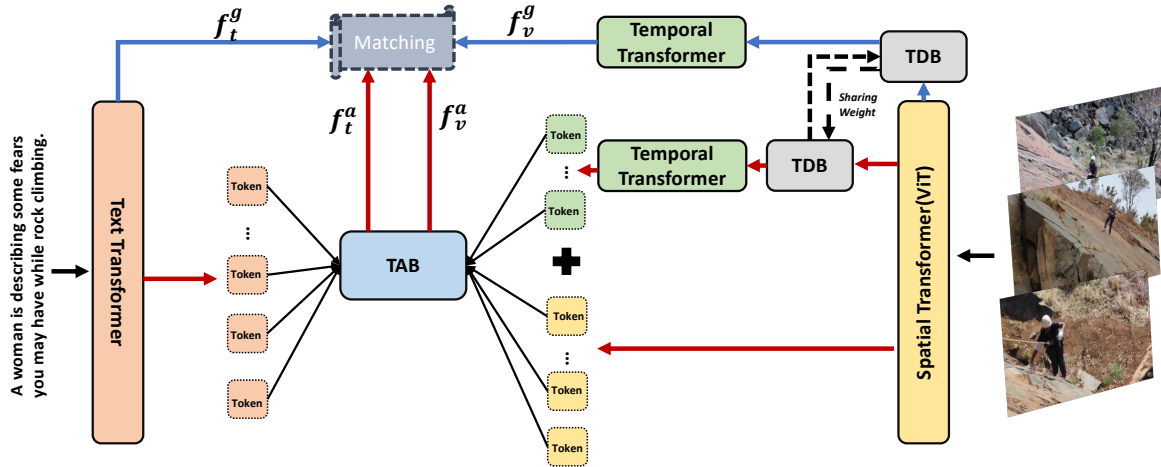 A woman is describing some fears
you may have while rock climbing.
Text Transformer
f_t^g
Matching
f_v^g
Temporal
Transformer
TDB
Sharing
Weight
f_t^a
f_v^a
Token
...
Token
Token
Token
TAB
Token
...
Token
Temporal
Transformer
TDB
+
Token
...
Token
Token
Spatial Transformer(ViT)